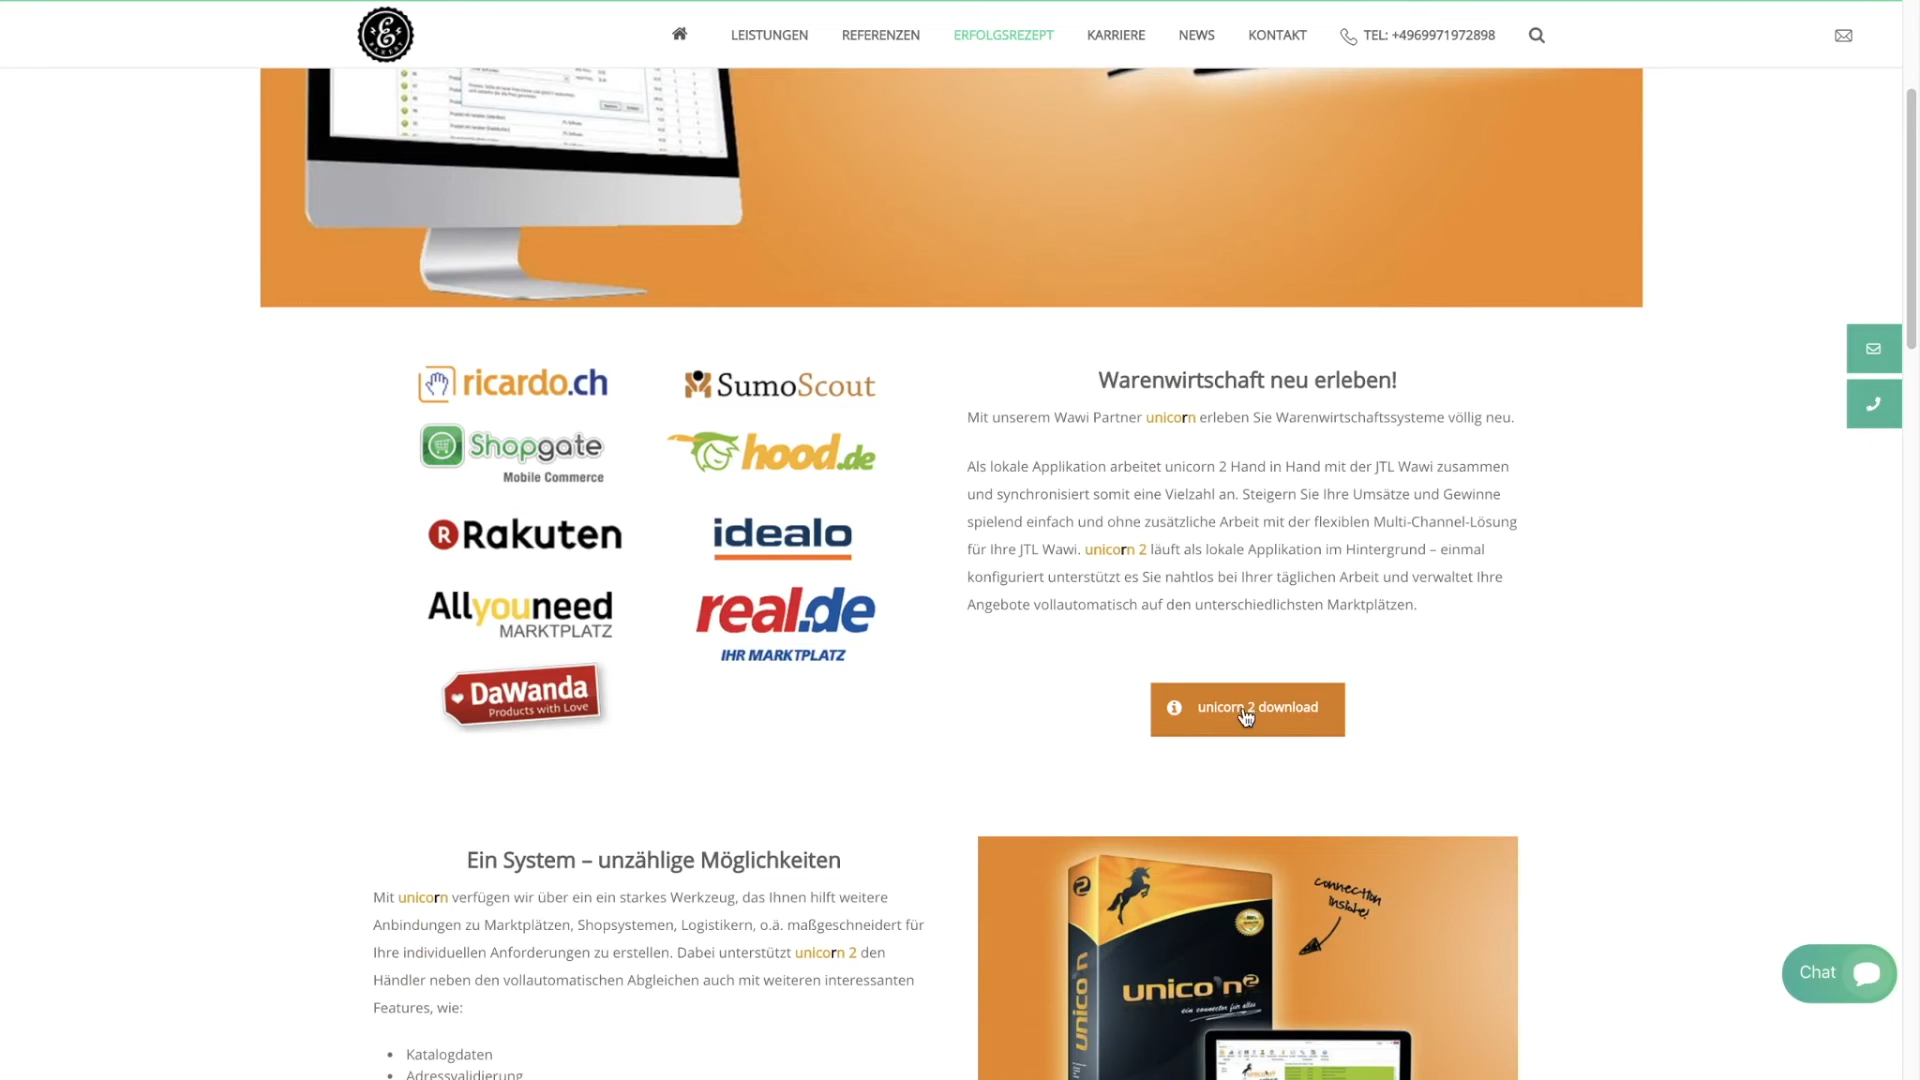 LEISTUNGEN
REFERENZEN
ERFOLGSREZEPT
KARRIERE
NEWS
KONTAKT
TEL: +4969971972898
ricardo.ch
SumoScout
Shopgate
Mobile Commerce
hood.de
R Rakuten
idealo
Allyouneed
MARKTPLATZ
real.de
IHR MARKTPLATZ
DaWanda
Products with Love
Warenwirtschaft neu erleben!
Mit unserem Wawi Partner unicorn erleben Sie Warenwirtschaftssysteme völlig neu.
Als lokale Applikation arbeitet unicorn 2 Hand in Hand mit der JTL Wawi zusammen
und synchronisiert somit eine Vielzahl an. Steigern Sie Ihre Umsätze und Gewinne
spielend einfach und ohne zusätzliche Arbeit mit der flexiblen Multi-Channel-Lösung
für Ihre JTL Wawi. unicorn 2 läuft als lokale Applikation im Hintergrund – einmal
konfiguriert unterstützt es Sie nahtlos bei Ihrer täglichen Arbeit und verwaltet Ihre
Angebote vollautomatisch auf den unterschiedlichsten Marktplätzen.
unicorn 2 download
Ein System – unzählige Möglichkeiten
Mit unicorn verfügen wir über ein ein starkes Werkzeug, das Ihnen hilft weitere
Anbindungen zu Marktplätzen, Shopsystemen, Logistikern, o.ä. maßgeschneidert für
Ihre individuellen Anforderungen zu erstellen. Dabei unterstützt unicorn 2 den
Händler neben den vollautomatischen Abgleichen auch mit weiteren interessanten
Features, wie:
• Katalogdaten
• Adressvalidierung
connection
inside!
unico'n²
ein connector für alles
unico'n
Chat